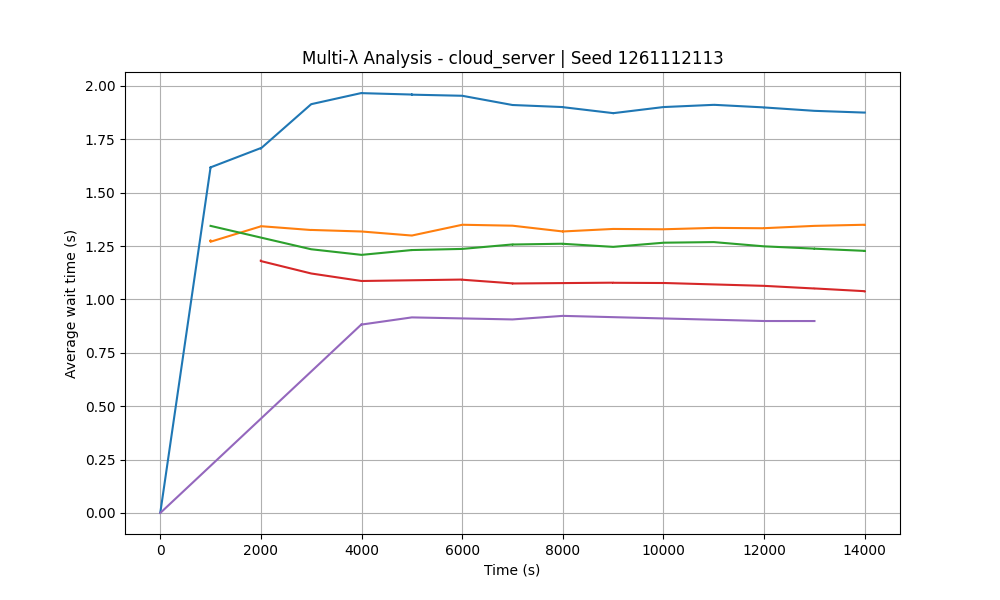 Multi-λ Analysis - cloud_server | Seed 1261112113
2.00
1.75
1.50
1.25
1.00
0.75
0.50
0.25
0.00
Average wait time (s)
0 2000 4000 6000 8000 10000 12000 14000
Time (s)